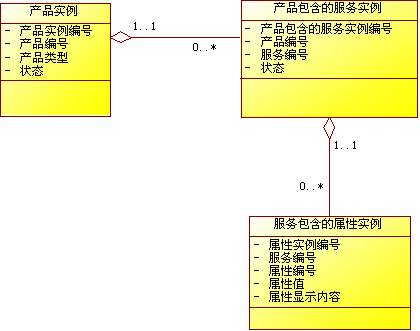 产品实例
- 产品实例编号
- 产品编号
- 产品类型
- 状态
1..1
0..*
产品包含的服务实例
- 产品包含的服务实例编号
- 产品编号
- 服务编号
- 状态
1..1
0..*
服务包含的属性实例
- 属性实例编号
- 服务编号
- 属性编号
- 属性值
- 属性显示内容